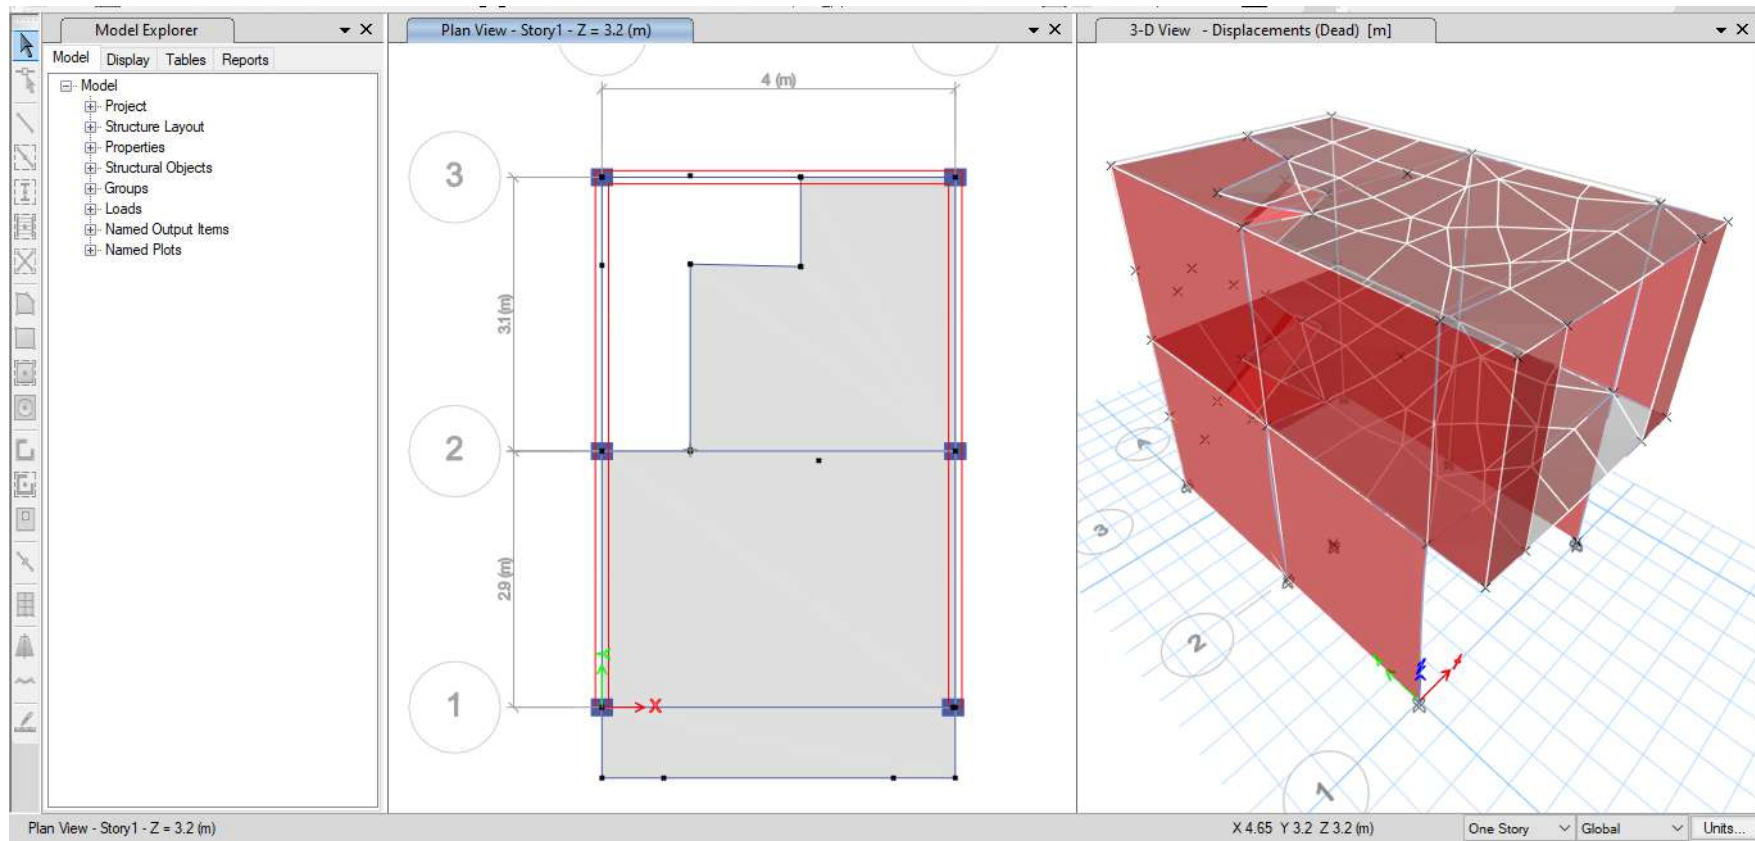 Model Explorer
Plan View - Story1 - Z = 3.2 (m)
3-D View - Displacements (Dead) [m]
Model
Display
Tables
Reports
Model
Project
Structure Layout
Properties
Structural Objects
Groups
Loads
Named Output Items
Named Plots
4 (m)
3
3.1 (m)
2
2.9 (m)
1
X
3
2
1
Plan View - Story1 - Z = 3.2 (m)
X 4.65 Y 3.2 Z 3.2 (m)
One Story
Global
Units...